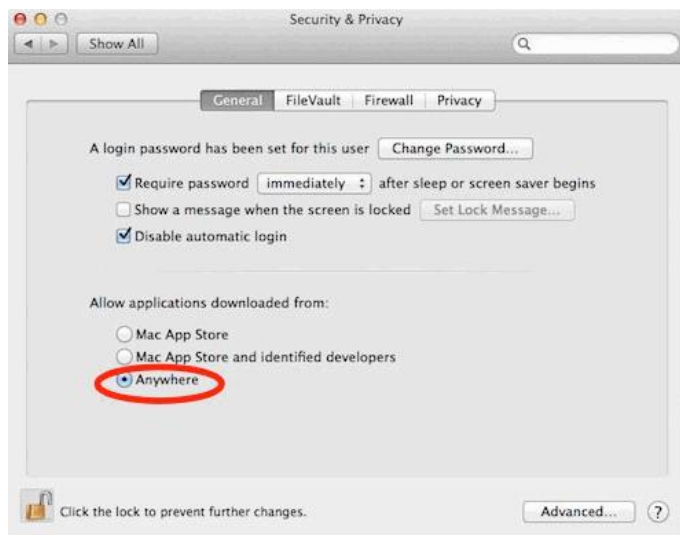 Security & Privacy
Show All
General FileVault Firewall Privacy
A login password has been set for this user Change Password...
Require password immediately after sleep or screen saver begins
Show a message when the screen is locked Set Lock Message...
Disable automatic login
Allow applications downloaded from:
Mac App Store
Mac App Store and identified developers
Anywhere
Click the lock to prevent further changes. Advanced... ?